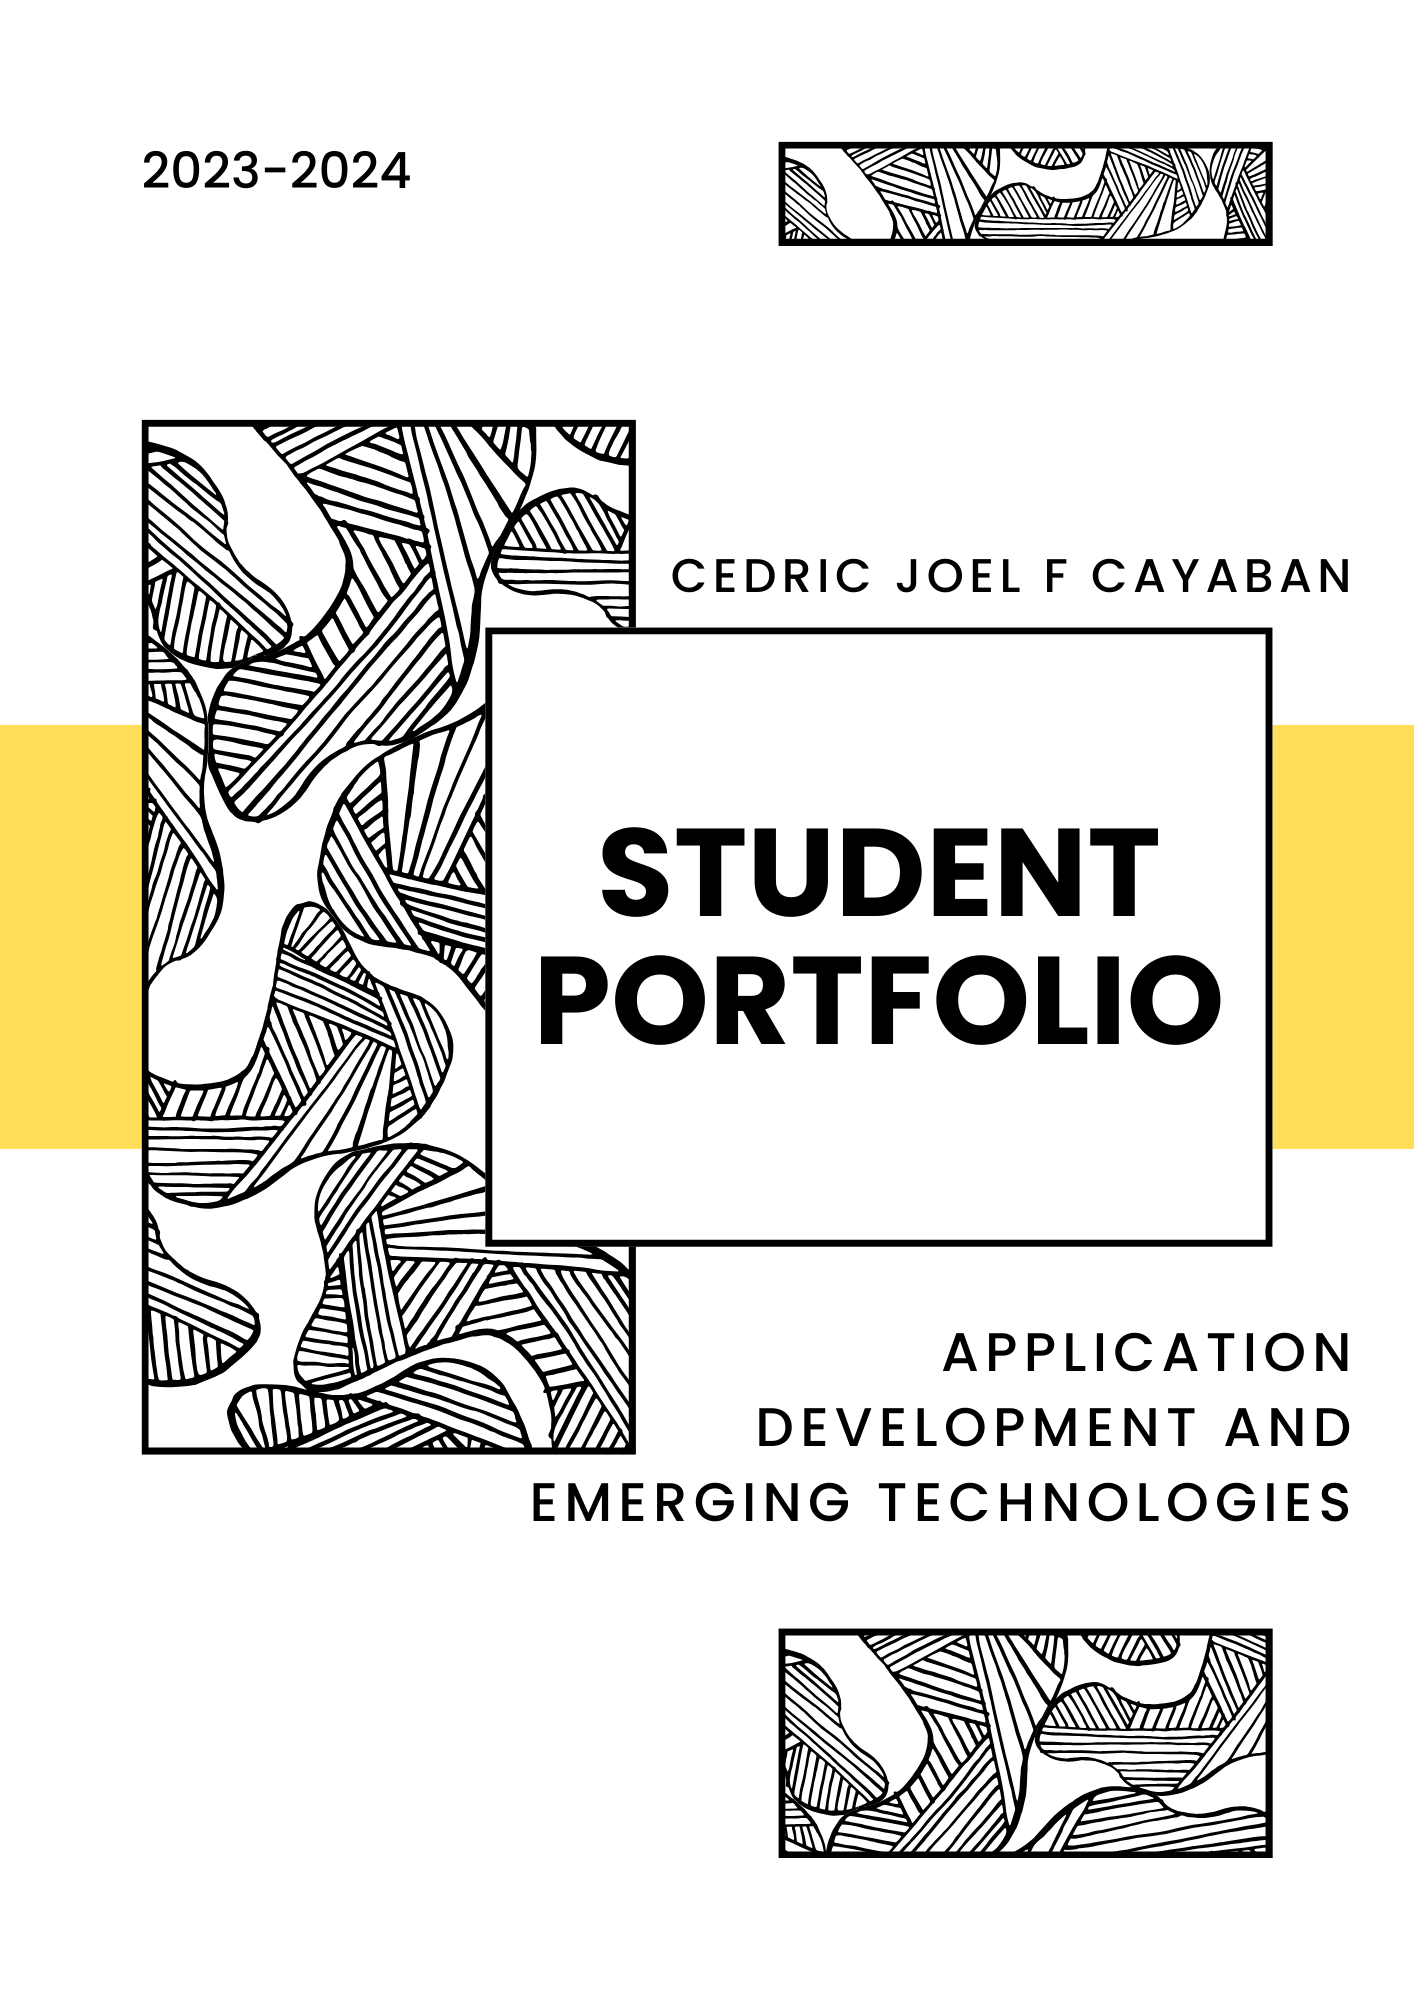 2023-2024
CEDRIC JOEL F CAYABAN
STUDENT
PORTFOLIO
APPLICATION
DEVELOPMENT AND
EMERGING TECHNOLOGIES